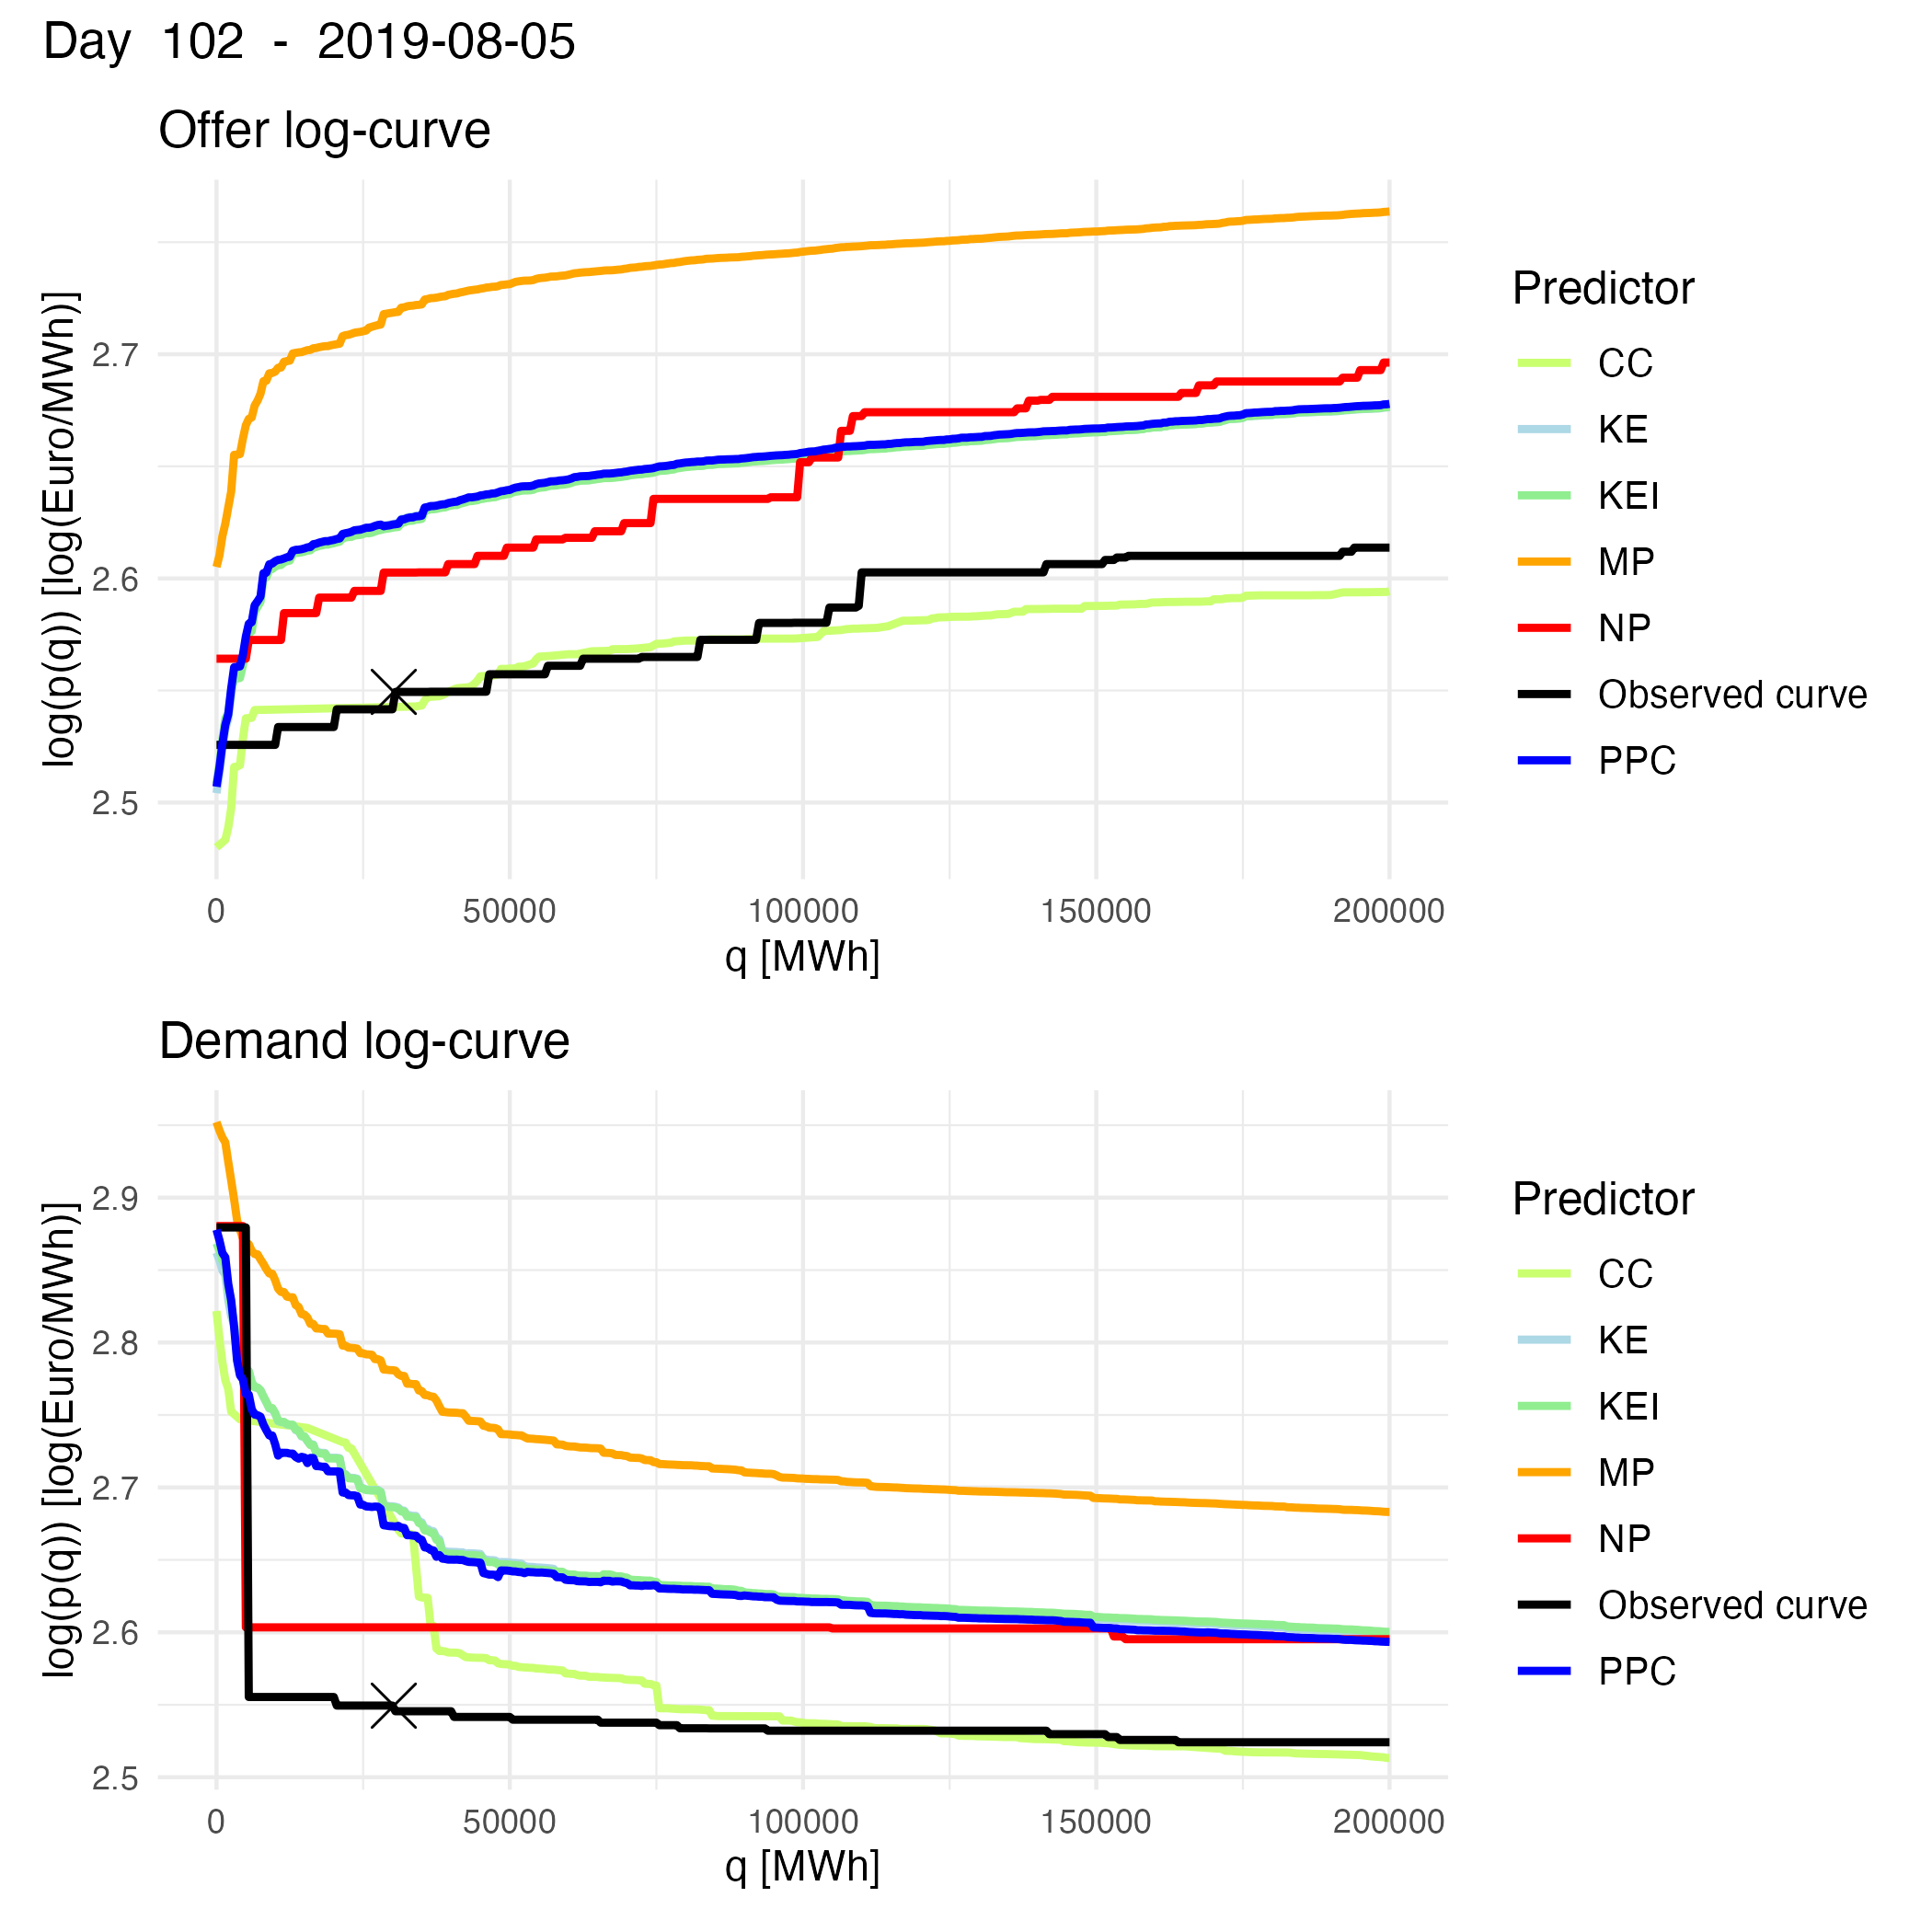 Day 102 - 2019-08-05
Offer log-curve
log(p(q)) [log(Euro/MWh)]
2.7
2.6
2.5
0 50000 100000 150000 200000
q [MWh]
Predictor
CC
KE
KEI
MP
NP
Observed curve
PPC
Demand log-curve
log(p(q)) [log(Euro/MWh)]
2.9
2.8
2.7
2.6
2.5
0 50000 100000 150000 200000
q [MWh]
Predictor
CC
KE
KEI
MP
NP
Observed curve
PPC